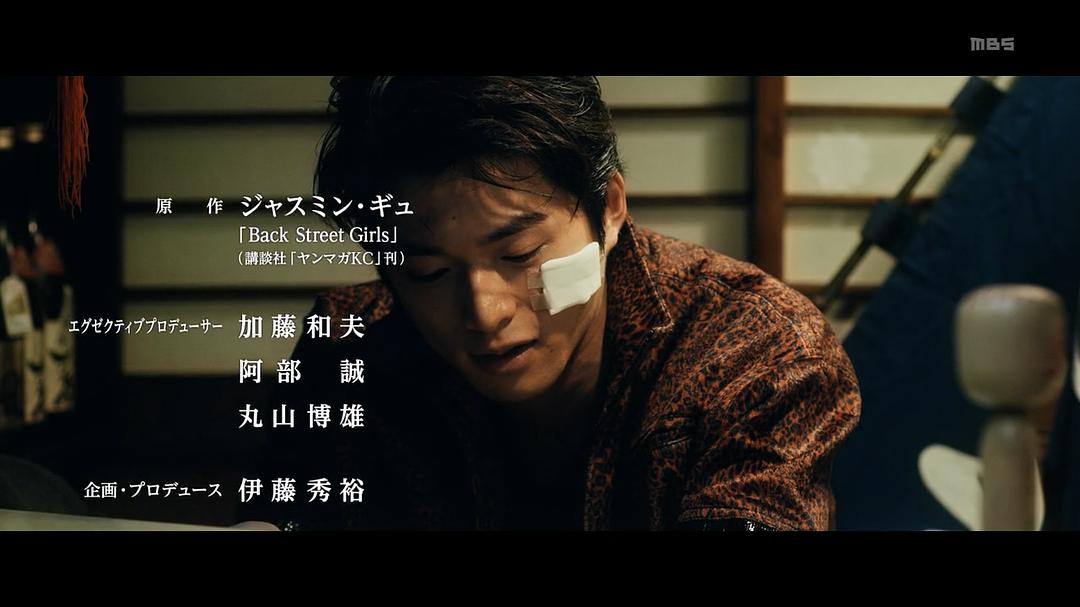 MBS
原 作 ジャスミン・ギュ
「Back Street Girls」
(講談社「ヤンマガKC」刊)
エグゼクティブプロデューサー 加藤和夫
阿部 誠
丸山博雄
企画・プロデュース 伊藤秀裕